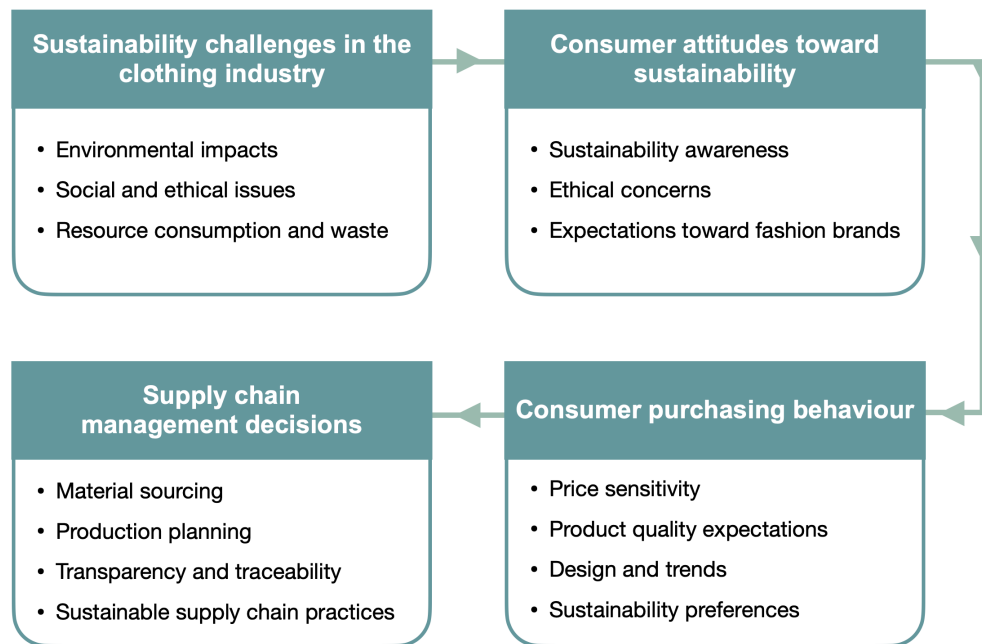 Sustainability challenges in the
clothing industry
• Environmental impacts
• Social and ethical issues
• Resource consumption and waste
Consumer attitudes toward
sustainability
• Sustainability awareness
• Ethical concerns
• Expectations toward fashion brands
Consumer purchasing behaviour
• Price sensitivity
• Product quality expectations
• Design and trends
• Sustainability preferences
Supply chain
management decisions
• Material sourcing
• Production planning
• Transparency and traceability
• Sustainable supply chain practices